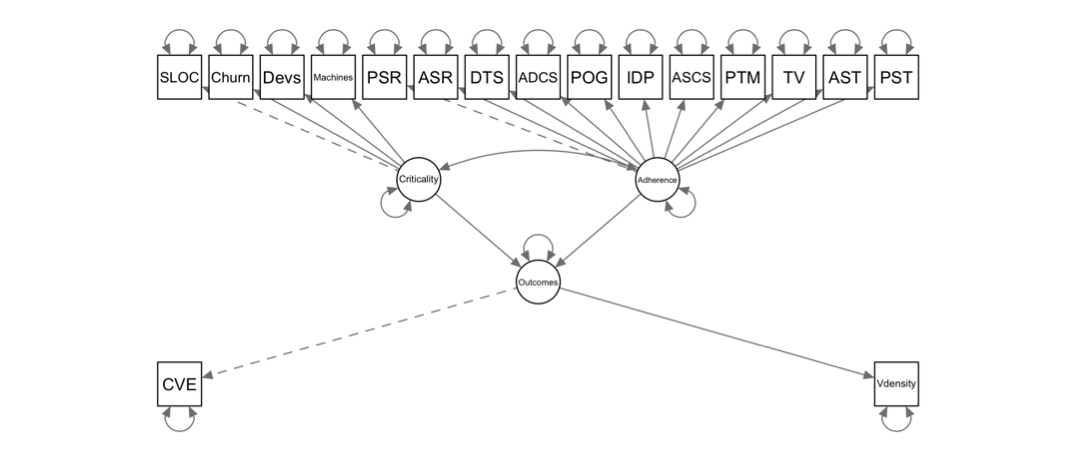 SLOC Churn Devs Machines PSR ASR DTS ADCS POG IDP ASCS PTM TV AST PST
Criticality Adherence
Outcomes
CVE Vdensity